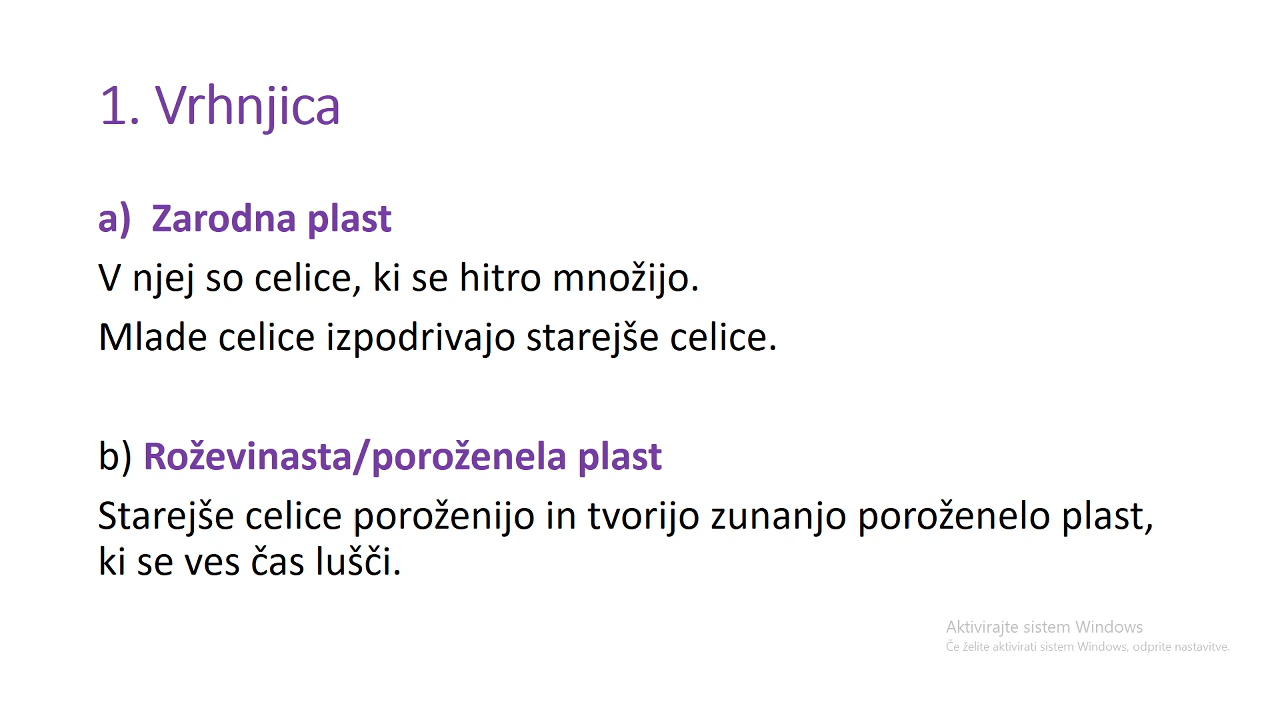 1. Vrhnjica
a) Zarodna plast
V njej so celice, ki se hitro množijo.
Mlade celice izpodrivajo starejše celice.
b) Roževinasta/poroženela plast
Starejše celice poroženijo in tvorijo zunanjo poroženelo plast,
ki se ves čas lušči.
Aktivirajte sistem Windows
Če želite aktivirati sistem Windows, odprite nastavitve.